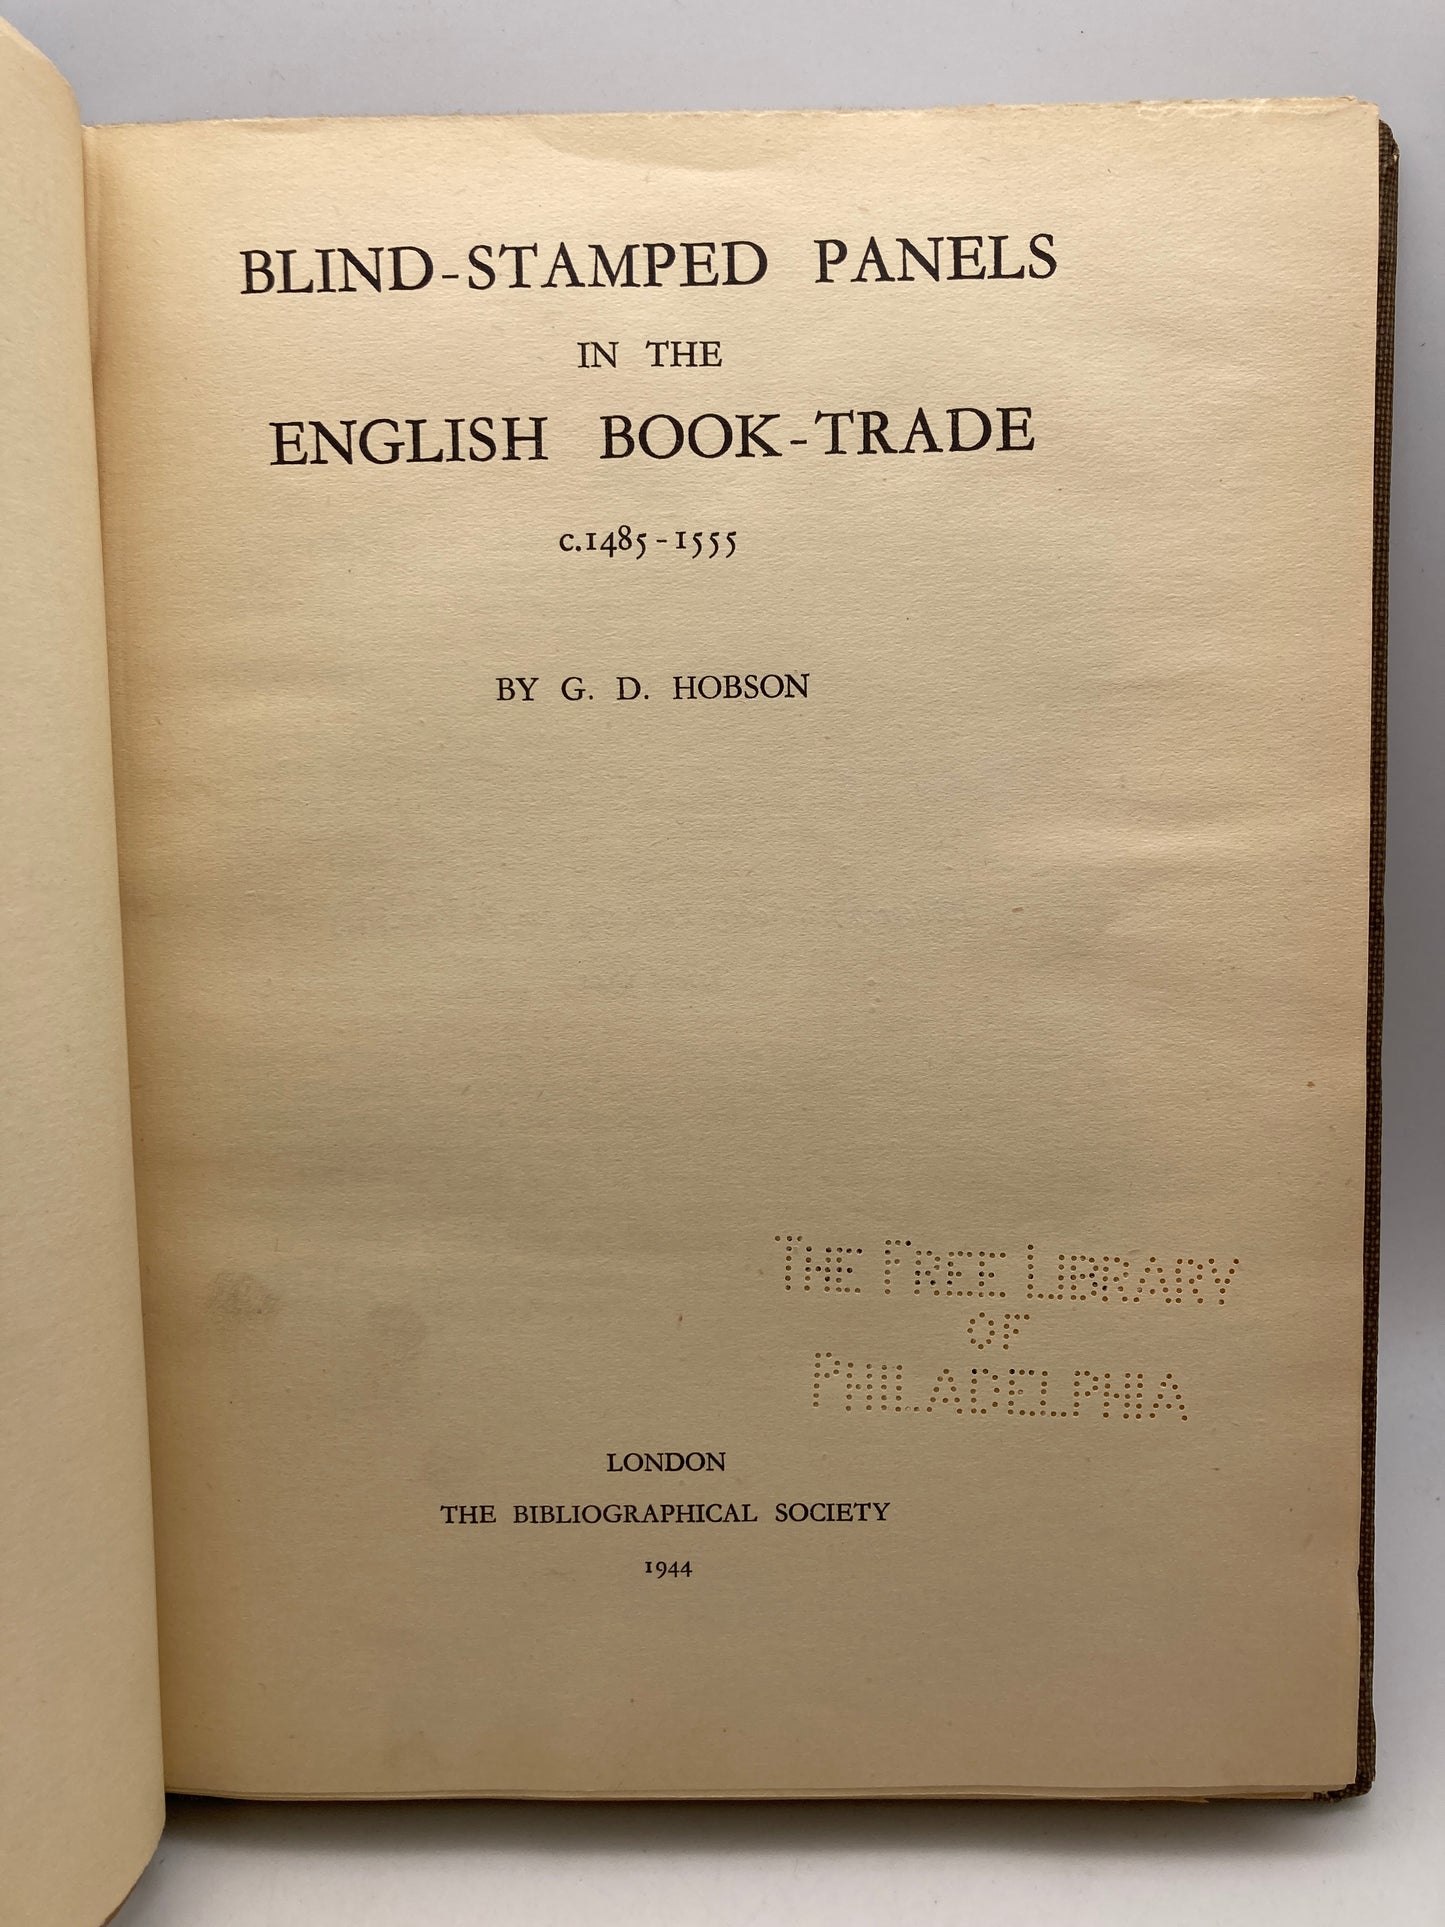 BLIND-STAMPED PANELS
IN THE
ENGLISH BOOK-TRADE
c.1485-1555
BY G. D. HOBSON
THE FREE LIBRARY
OF
PHILADELPHIA
LONDON
THE BIBLIOGRAPHICAL SOCIETY
1944